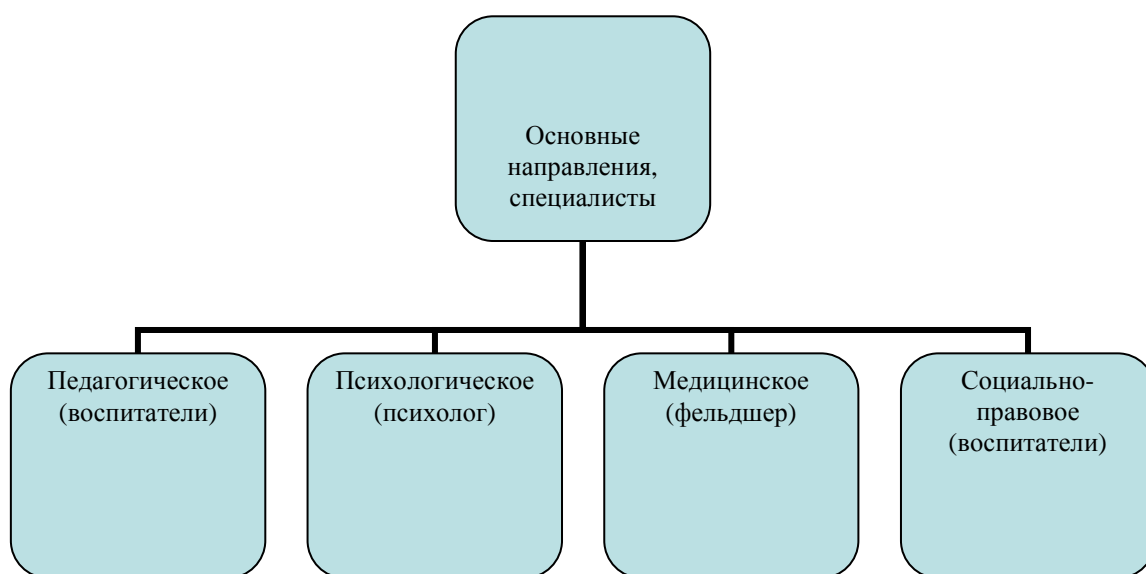 Основные
направления,
специалисты
Педагогическое
(воспитатели)
Психологическое
(психолог)
Медицинское
(фельдшер)
Социально-
правовое
(воспитатели)